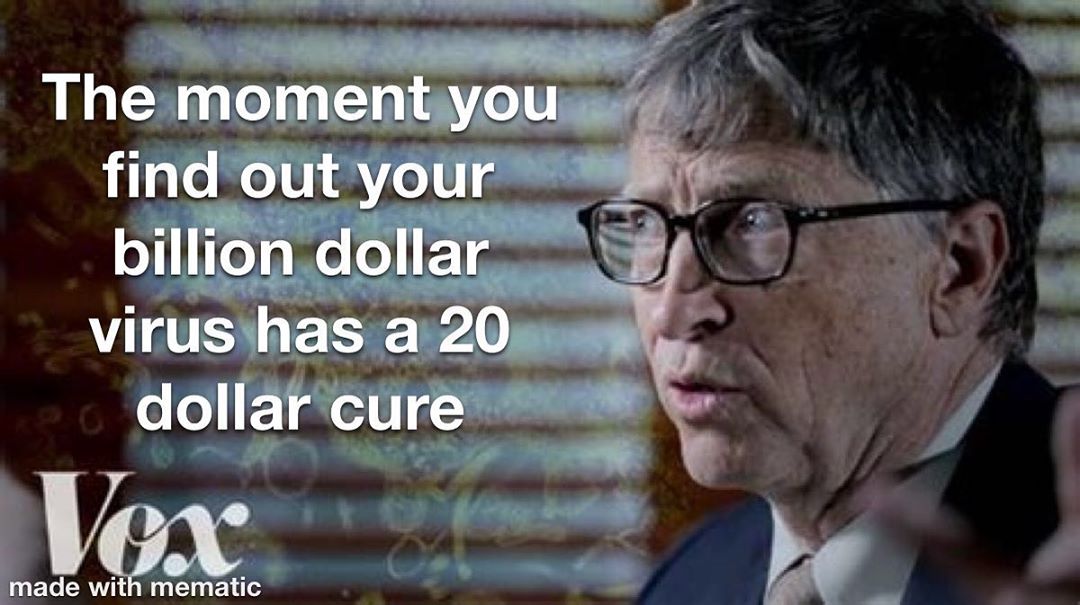 The moment you
find out your
billion dollar
virus has a 20
dollar cure
Vox
made with mematic